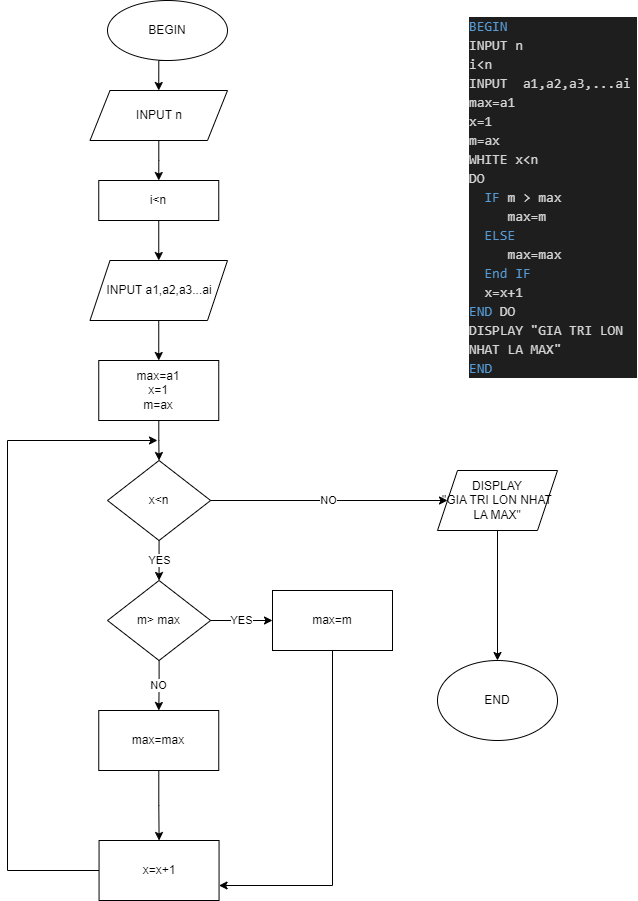 BEGIN
INPUT n
i<n
INPUT a1,a2,a3...ai
max=a1
x=1
m=ax
x<n
NO
DISPLAY
"GIA TRI LON NHAT
LA MAX"
YES
m> max
YES
max=m
NO
max=max
END
x=x+1
BEGIN
INPUT n
i<n
INPUT  a1,a2,a3,...ai
max=a1
x=1
m=ax
WHITE x<n
DO
  IF m > max
     max=m
  ELSE
     max=max
  End IF
  x=x+1
END DO
DISPLAY "GIA TRI LON
NHAT LA MAX"
END